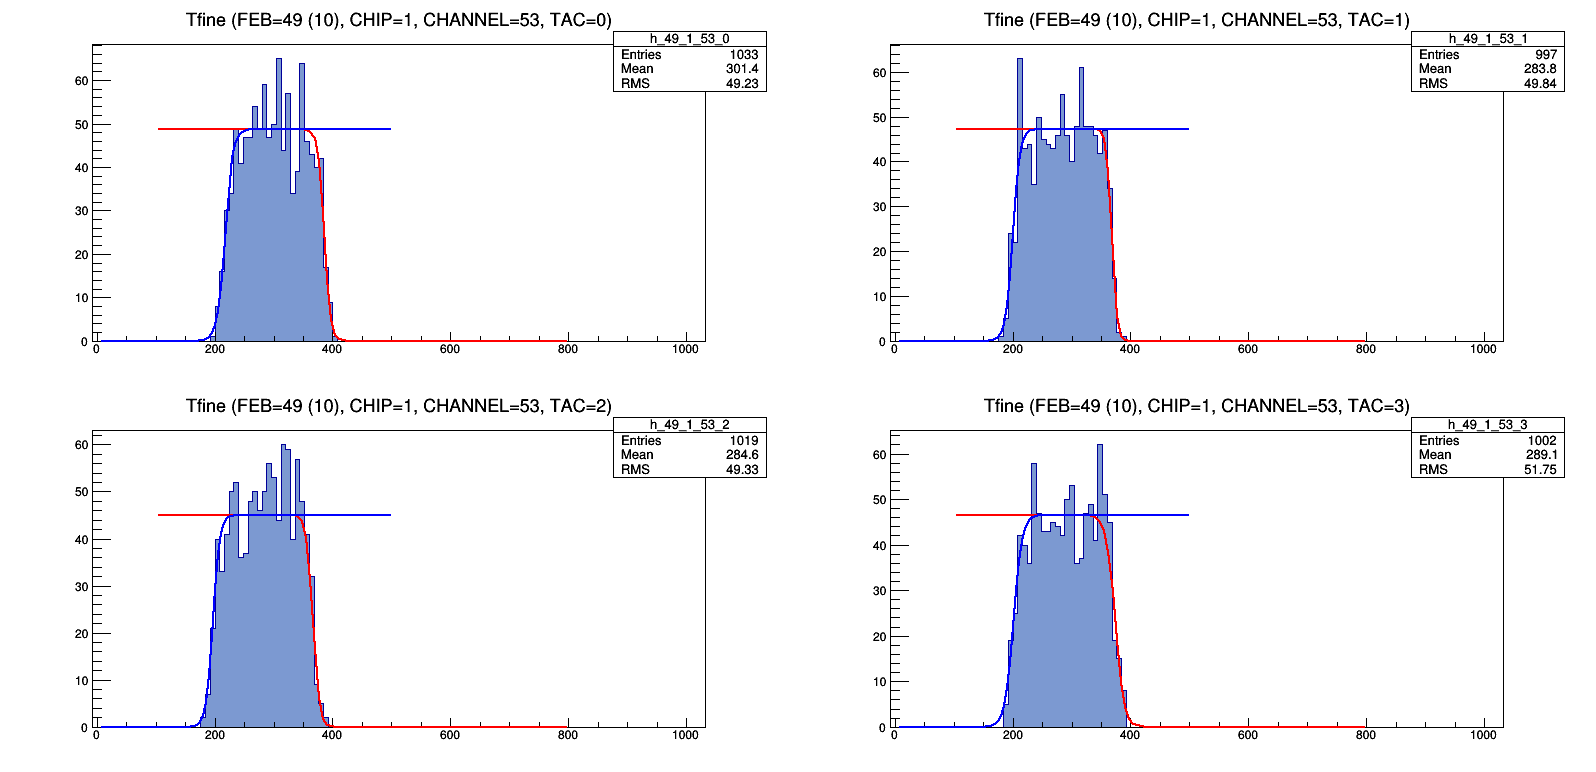 Tfine (FEB=49 (10), CHIP=1, CHANNEL=53, TAC=0)
h_49_1_53_0
Entries 1033
Mean 301.4
RMS 49.23
60
50
40
30
20
10
0
0 200 400 600 800 1000
Tfine (FEB=49 (10), CHIP=1, CHANNEL=53, TAC=1)
h_49_1_53_1
Entries 997
Mean 283.8
RMS 49.84
60
50
40
30
20
10
0
0 200 400 600 800 1000
Tfine (FEB=49 (10), CHIP=1, CHANNEL=53, TAC=2)
h_49_1_53_2
Entries 1019
Mean 284.6
RMS 49.33
60
50
40
30
20
10
0
0 200 400 600 800 1000
Tfine (FEB=49 (10), CHIP=1, CHANNEL=53, TAC=3)
h_49_1_53_3
Entries 1002
Mean 289.1
RMS 51.75
60
50
40
30
20
10
0
0 200 400 600 800 1000